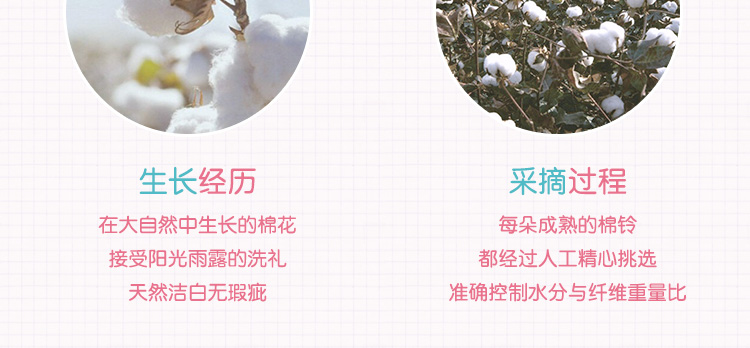 生长经历
在大自然中生长的棉花
接受阳光雨露的洗礼
天然洁白无瑕疵
采摘过程
每朵成熟的棉铃
都经过人工精心挑选
准确控制水分与纤维重量比